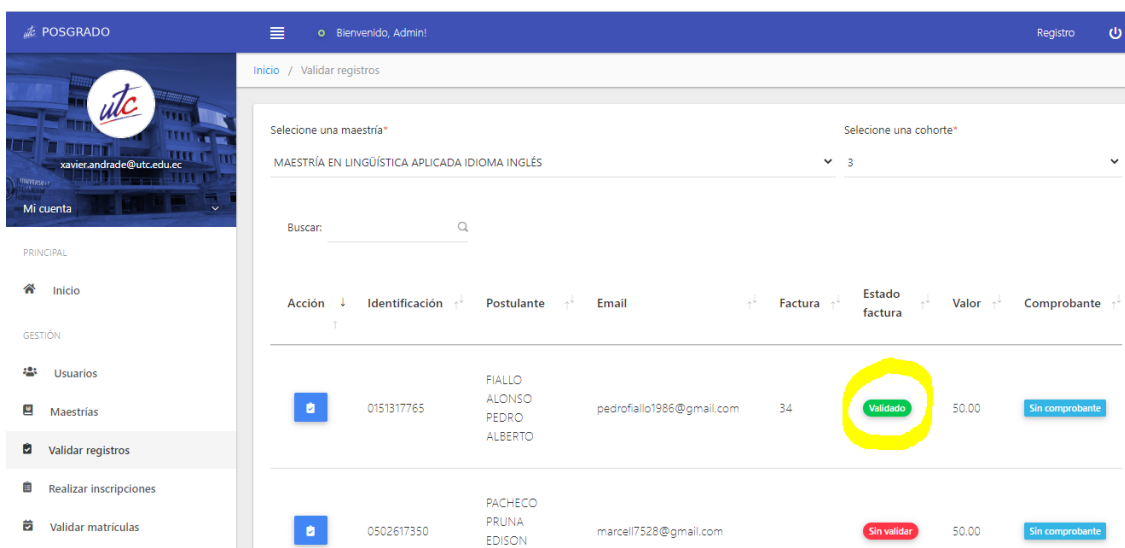 utc POSGRADO
Bienvenido, Admin!
Registro
utc
xavier.andrade@utc.edu.ec
Mi cuenta
PRINCIPAL
Inicio
GESTIÓN
Usuarios
Maestrías
Validar registros
Realizar inscripciones
Validar matrículas
Inicio / Validar registros
Selecione una maestría*
Selecione una cohorte*
MAESTRÍA EN LINGÜÍSTICA APLICADA IDIOMA INGLÉS
3
Buscar:
Acción Identificación Postulante Email Factura Estado factura Valor Comprobante
0151317765
FIALLO
ALONSO
PEDRO
ALBERTO
pedrofiallo1986@gmail.com
34
Validado
50.00
Sin comprobante
0502617350
PACHECO
PRUNA
EDISON
marcell7528@gmail.com
Sin validar
50.00
Sin comprobante